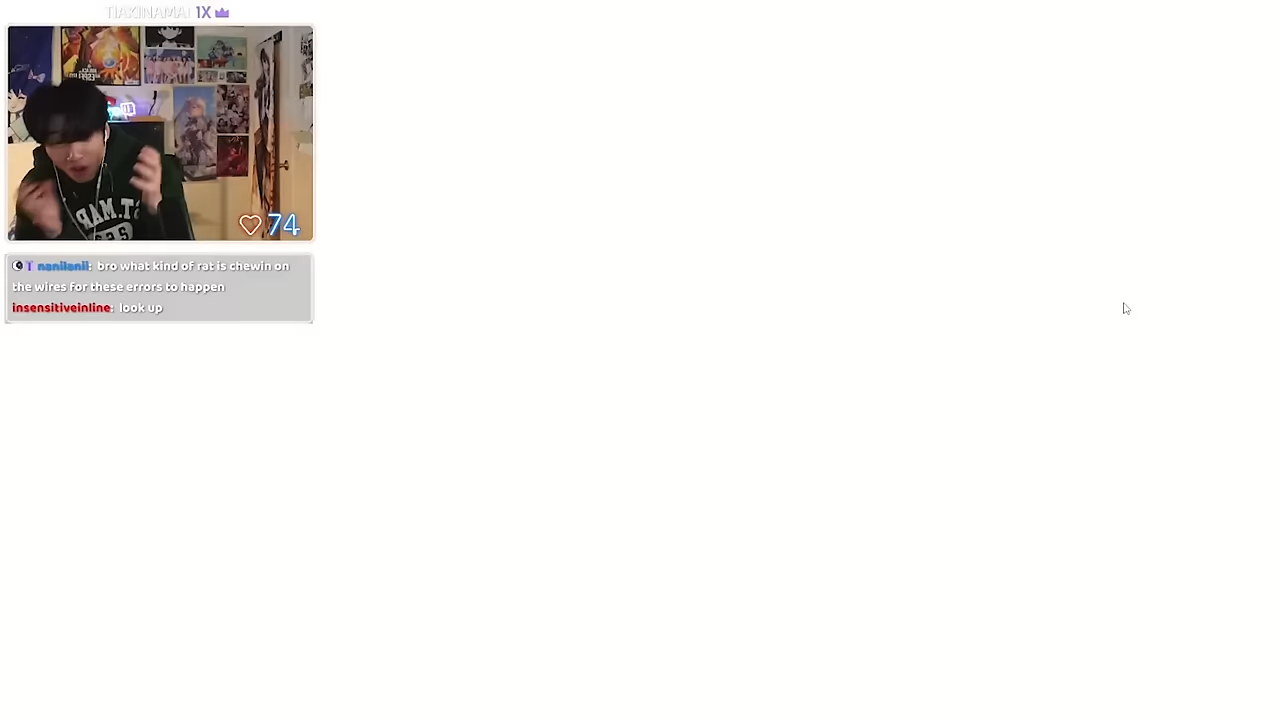 TIAKINAMA: 1X
74
nanilanii: bro what kind of rat is chewin on
the wires for these errors to happen
insensitiveinline: look up